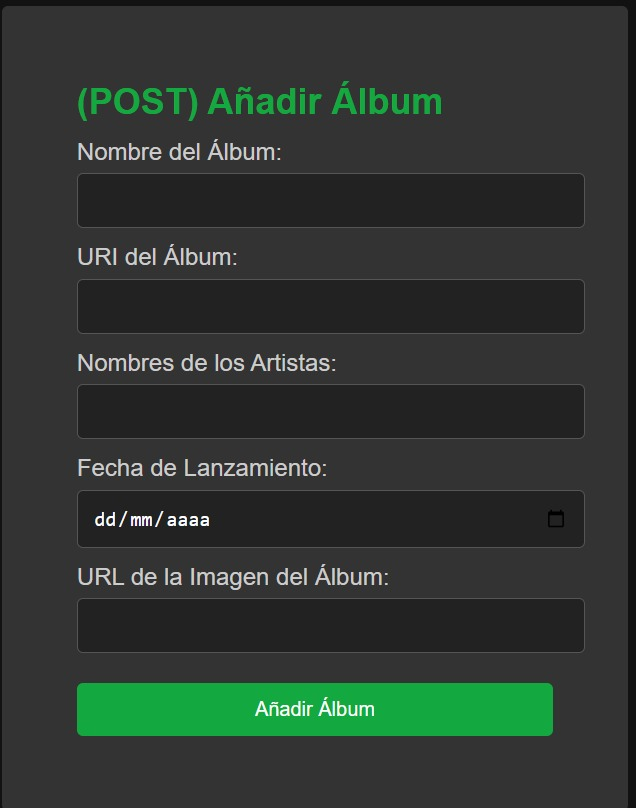 (POST) Añadir Álbum
Nombre del Álbum:
URI del Álbum:
Nombres de los Artistas:
Fecha de Lanzamiento:
dd/mm/aaaa
URL de la Imagen del Álbum:
Añadir Álbum